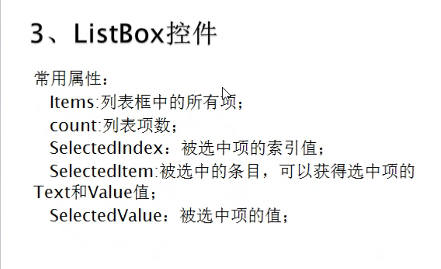 3、ListBox控件
常用属性：
Items:列表框中的所有项；
count:列表项数；
SelectedIndex：被选中项的索引值；
SelectedItem:被选中的条目，可以获得选中项的
Text和Value值；
SelectedValue：被选中项的值；